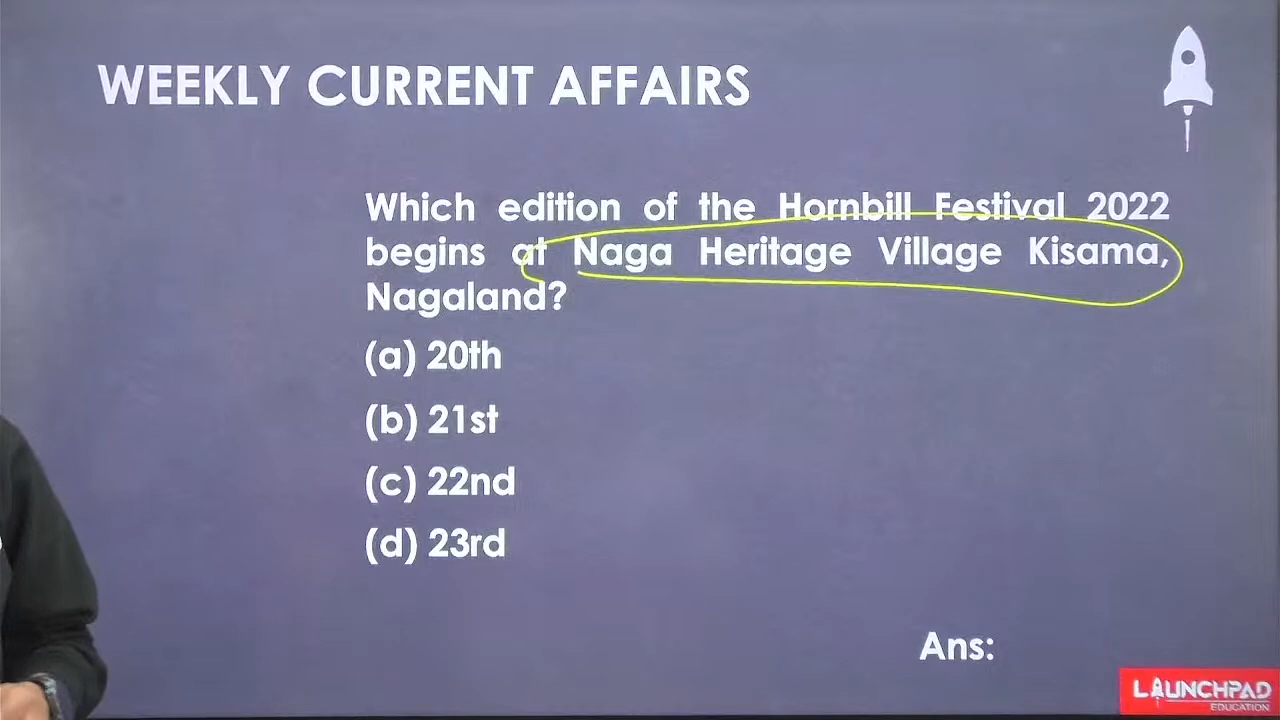 WEEKLY CURRENT AFFAIRS
Which edition of the Hornbill Festival 2022
begins at Naga Heritage Village Kisama,
Nagaland?
(a) 20th
(b) 21st
(c) 22nd
(d) 23rd
Ans:
LAUNCHPAD
EDUCATION